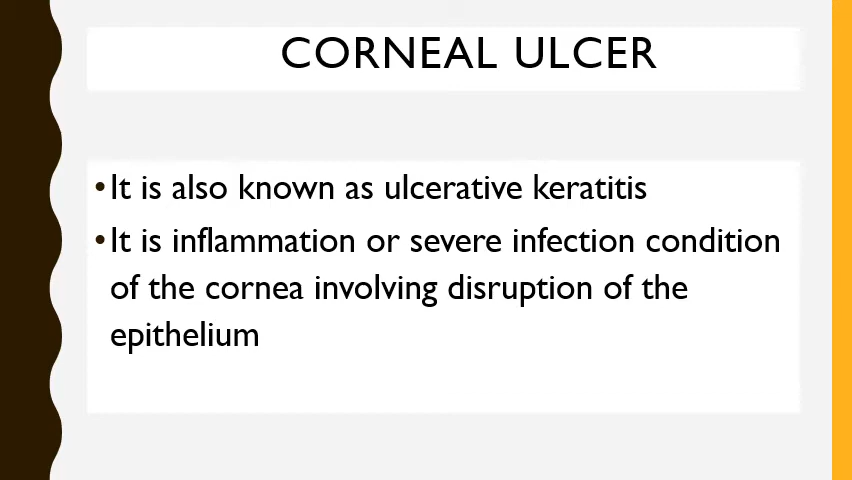 CORNEAL ULCER
•It is also known as ulcerative keratitis
•It is inflammation or severe infection condition
of the cornea involving disruption of the
epithelium